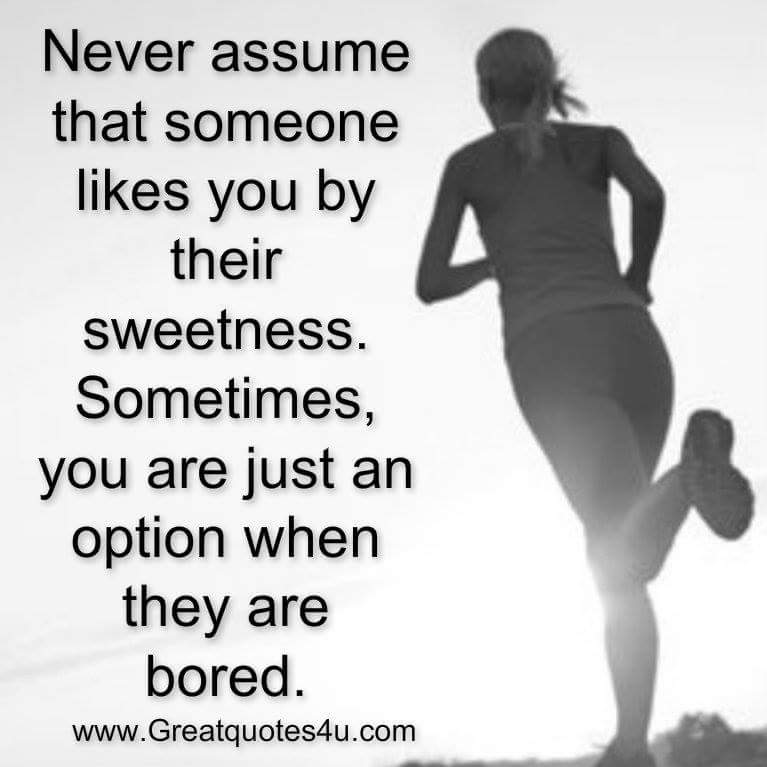 Never assume
that someone
likes you by
their
sweetness.
Sometimes,
you are just an
option when
they are
bored.
www.Greatquotes4u.com